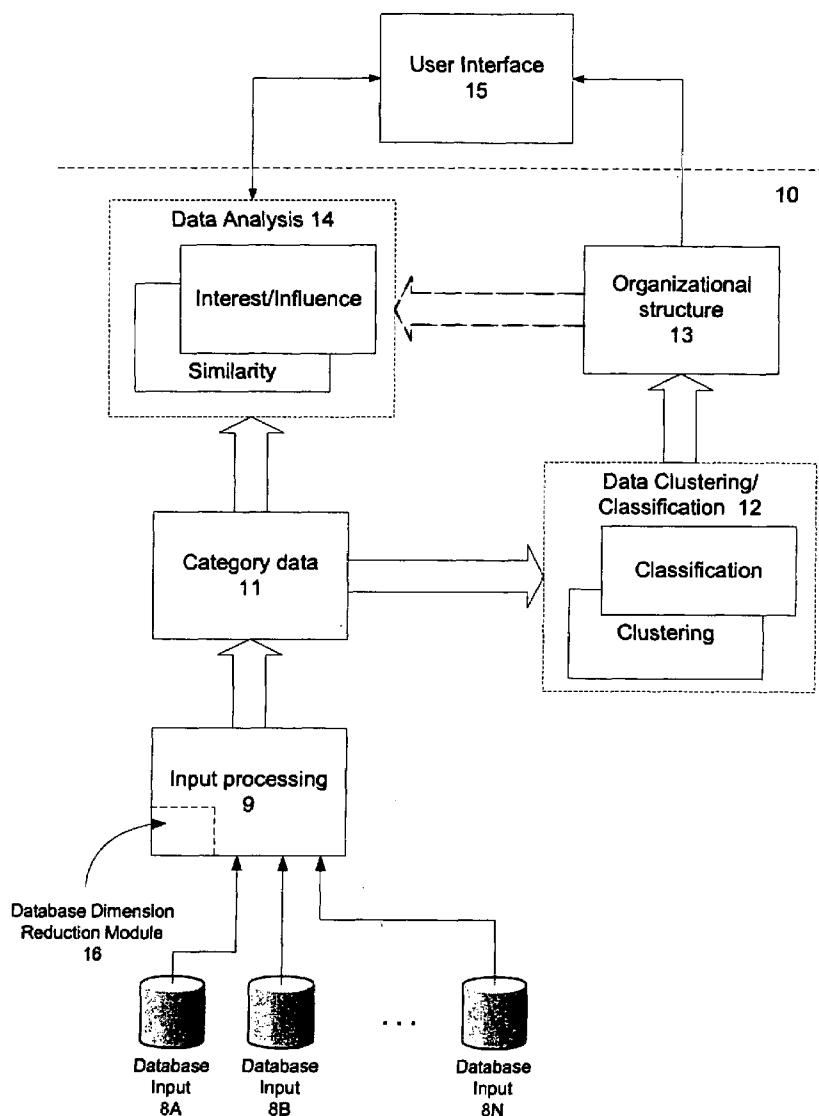 User Interface
15
10
Data Analysis 14
Interest/Influence
Similarity
Organizational
structure
13
Data Clustering/
Classification 12
Classification
Clustering
Category data
11
Input processing
9
Database Dimension
Reduction Module
16
...
Database
Input
8A
Database
Input
8B
Database
Input
8N